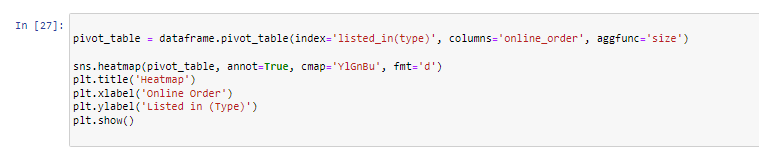 In [27]:
pivot_table = dataframe.pivot_table(index='listed_in(type)', columns='online_order', aggfunc='size')
sns.heatmap(pivot_table, annot=True, cmap='YlGnBu', fmt='d')
plt.title('Heatmap')
plt.xlabel('Online Order')
plt.ylabel('Listed in (Type)')
plt.show()